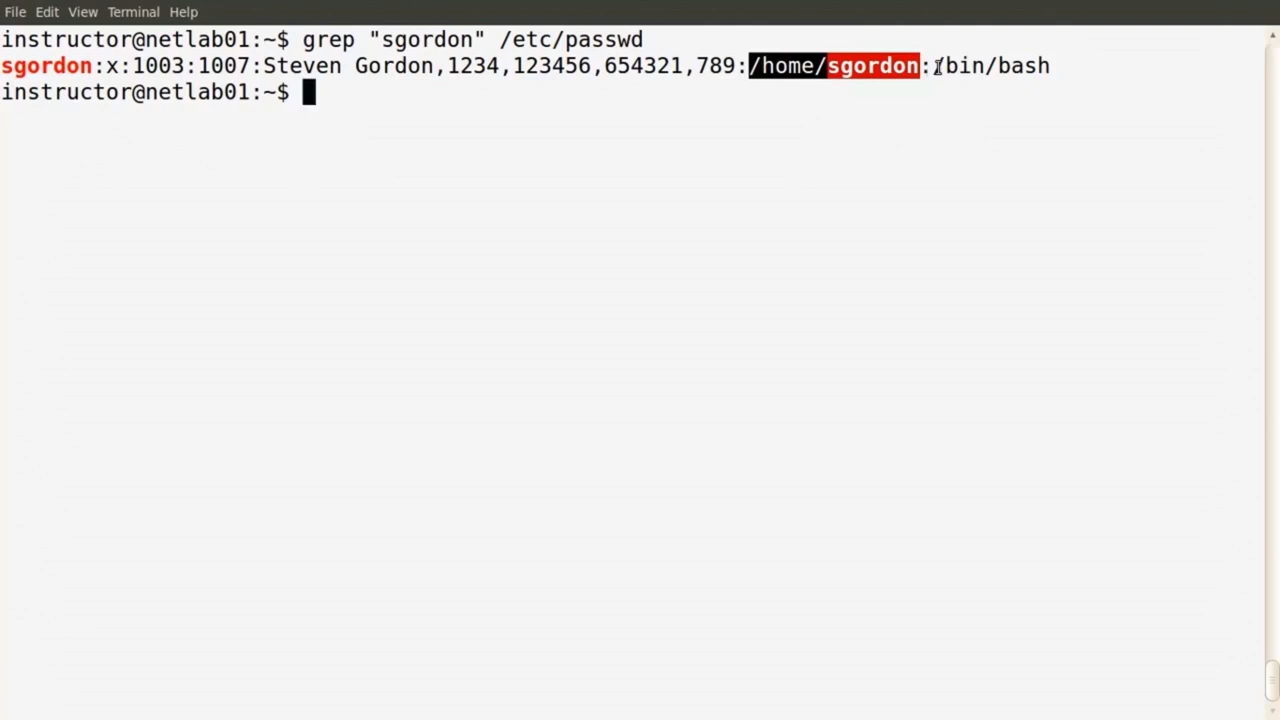 File Edit View Terminal Help
instructor@netlab01:~$ grep "sgordon" /etc/passwd
sgordon:x:1003:1007:Steven Gordon,1234,123456,654321,789:/home/sgordon:/bin/bash
instructor@netlab01:~$